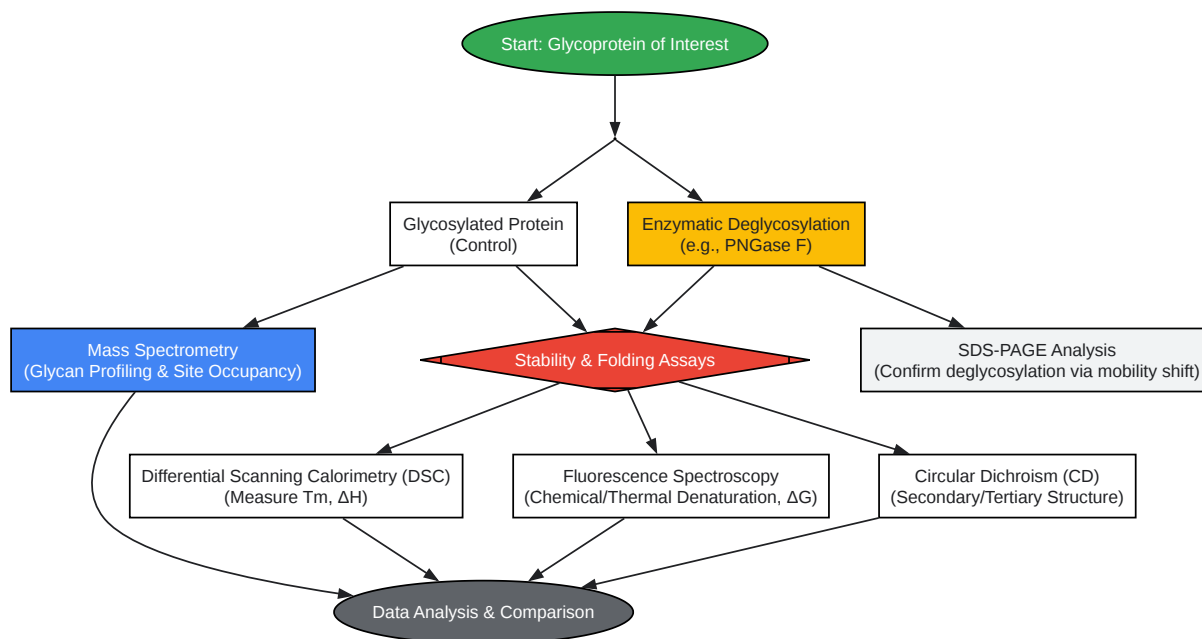 Start: Glycoprotein of Interest
Glycosylated Protein
(Control)
Enzymatic Deglycosylation
(e.g., PNGase F)
Mass Spectrometry
(Glycan Profiling & Site Occupancy)
Stability & Folding Assays
SDS-PAGE Analysis
(Confirm deglycosylation via mobility shift)
Differential Scanning Calorimetry (DSC)
(Measure Tm, ΔH)
Fluorescence Spectroscopy
(Chemical/Thermal Denaturation, ΔG)
Circular Dichroism (CD)
(Secondary/Tertiary Structure)
Data Analysis & Comparison